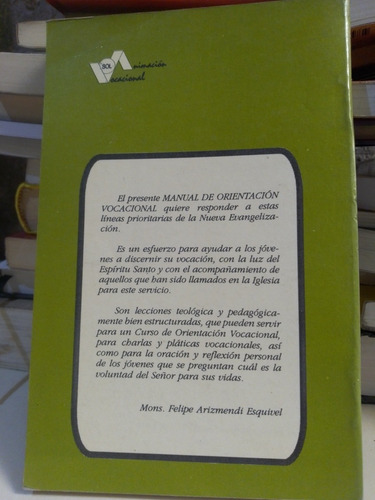 SOL
Animación
Vocacional
El presente MANUAL DE ORIENTACIÓN
VOCACIONAL quiere responder a estas
líneas prioritarias de la Nueva Evangeliza-
ción.
Es un esfuerzo para ayudar a los jóve-
nes a discernir su vocación, con la luz del
Espíritu Santo y con el acompañamiento de
aquellos que han sido llamados en la Iglesia
para este servicio.
Son lecciones teológica y pedagógica-
mente bien estructuradas, que pueden servir
para un Curso de Orientación Vocacional,
para charlas y pláticas vocacionales, así
como para la oración y reflexión personal
de los jóvenes que se preguntan cuál es la
voluntad del Señor para sus vidas.
Mons. Felipe Arizmendi Esquivel